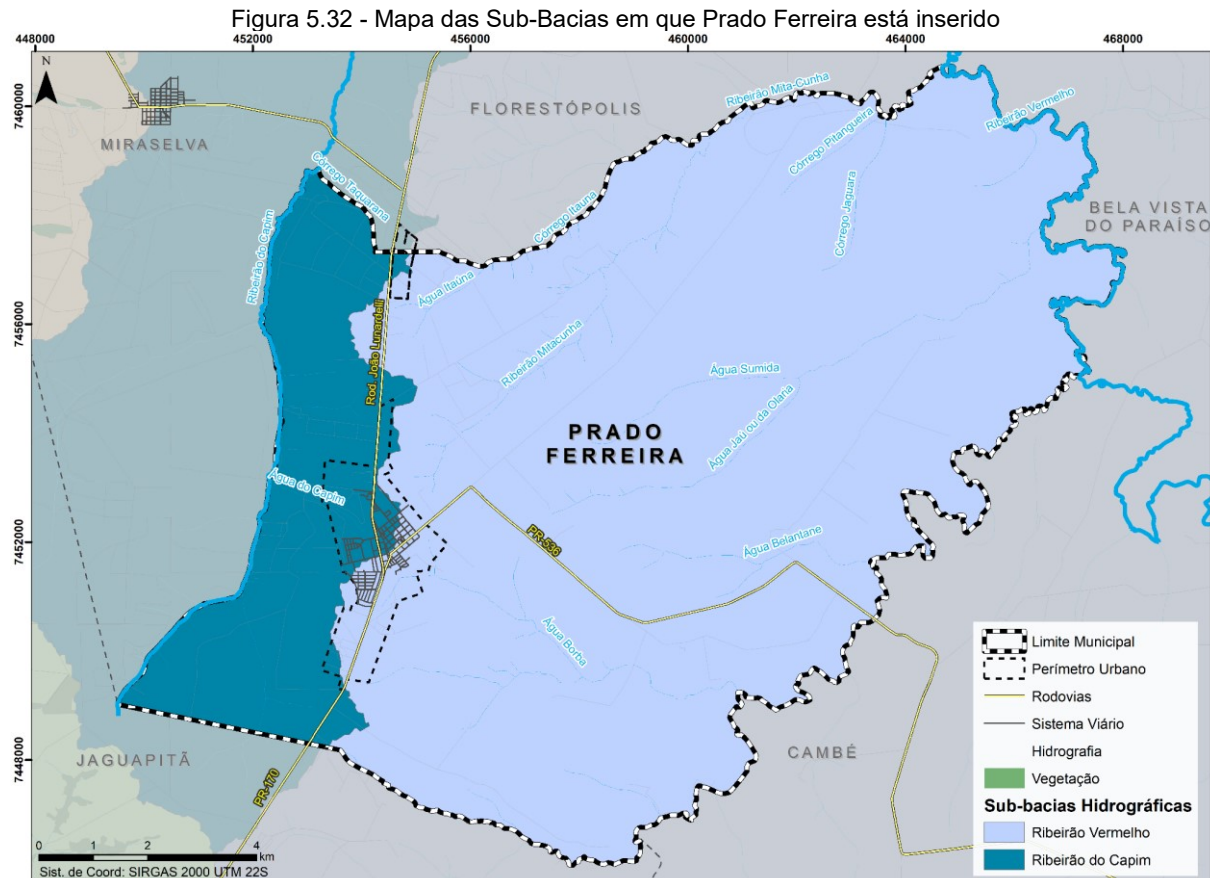 Figura 5.32 - Mapa das Sub-Bacias em que Prado Ferreira está inserido
448000
452000
456000
460000
464000
468000
N
7460000
7456000
7452000
7448000
MIRASELVA
FLORESTÓPOLIS
Ribeirão Mita-Cunha
Córrego Pitangueira
Ribeirão Vermelho
Córrego Taquarana
Córrego Itauna
Córrego Jaguara
BELA VISTA
DO PARAÍSO
Ribeirão do Capim
Água Itaúna
Rod. João Lunardelli
Ribeirão Mitacunha
Água Sumida
Água Jaú ou da Olaria
PRADO
FERREIRA
Água do Capim
PR-536
Água Belantane
Água Borba
JAGUAPITÃ
PR-170
CAMBÉ
Limite Municipal
Perímetro Urbano
Rodovias
Sistema Viário
Hidrografia
Vegetação
Sub-bacias Hidrográficas
Ribeirão Vermelho
Ribeirão do Capim
0 1 2 4
km
Sist. de Coord: SIRGAS 2000 UTM 22S